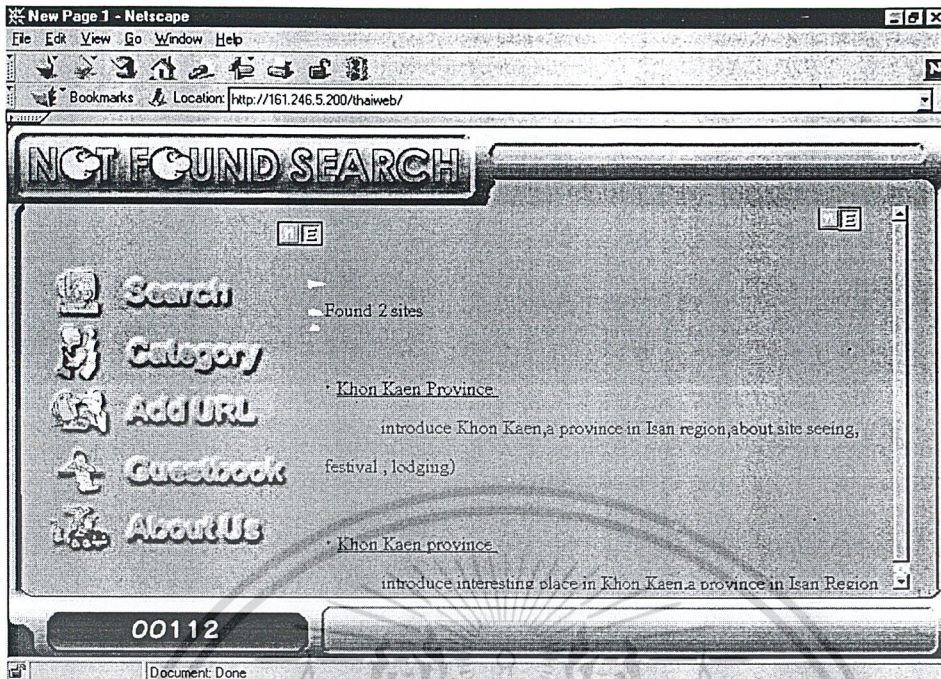 New Page 1 - Netscape
File Edit View Go Window Help
Bookmarks Location: http://161.246.5.200/thaiweb/
NOT FOUND SEARCH
E
E
Search
Category
Add URL
Guestbook
About Us
Found 2 sites
Khon Kaen Province
introduce Khon Kaen,a province in Isan region,about site seeing,
festival , lodging)
Khon Kaen province
introduce interesting place in Khon Kaen,a province in Isan Region
00112
Document: Done